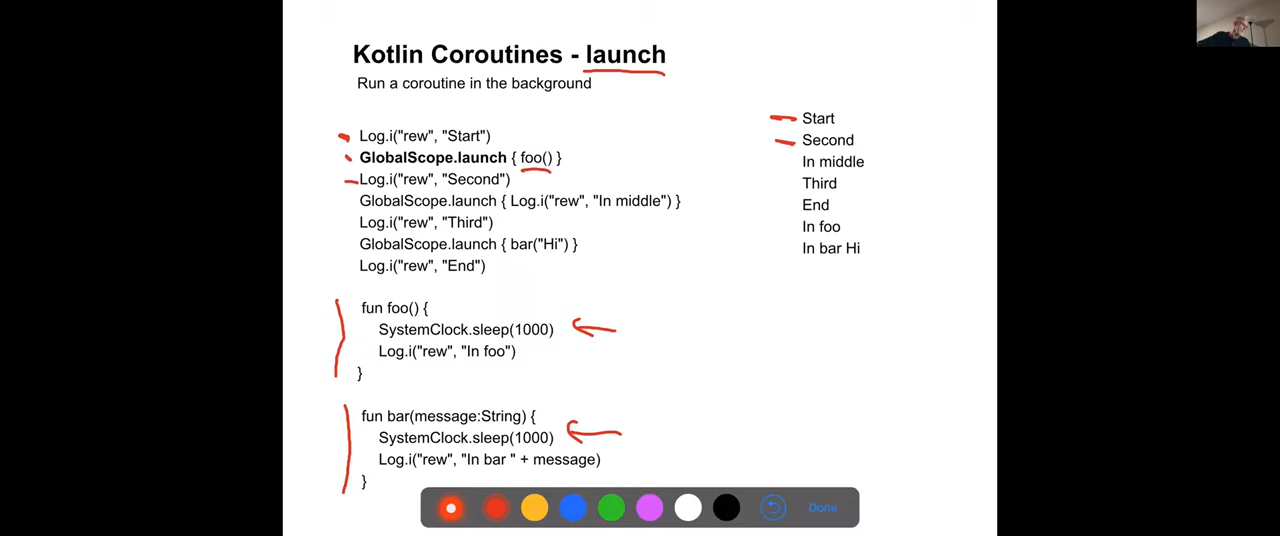 Kotlin Coroutines - launch
Run a coroutine in the background
Log.i("rew", "Start")
GlobalScope.launch { foo() }
Log.i("rew", "Second")
GlobalScope.launch { Log.i("rew", "In middle") }
Log.i("rew", "Third")
GlobalScope.launch { bar("Hi") }
Log.i("rew", "End")
fun foo() {
SystemClock.sleep(1000)
Log.i("rew", "In foo")
}
fun bar(message:String) {
SystemClock.sleep(1000)
Log.i("rew", "In bar " + message)
}
Start
Second
In middle
Third
End
In foo
In bar Hi
Done